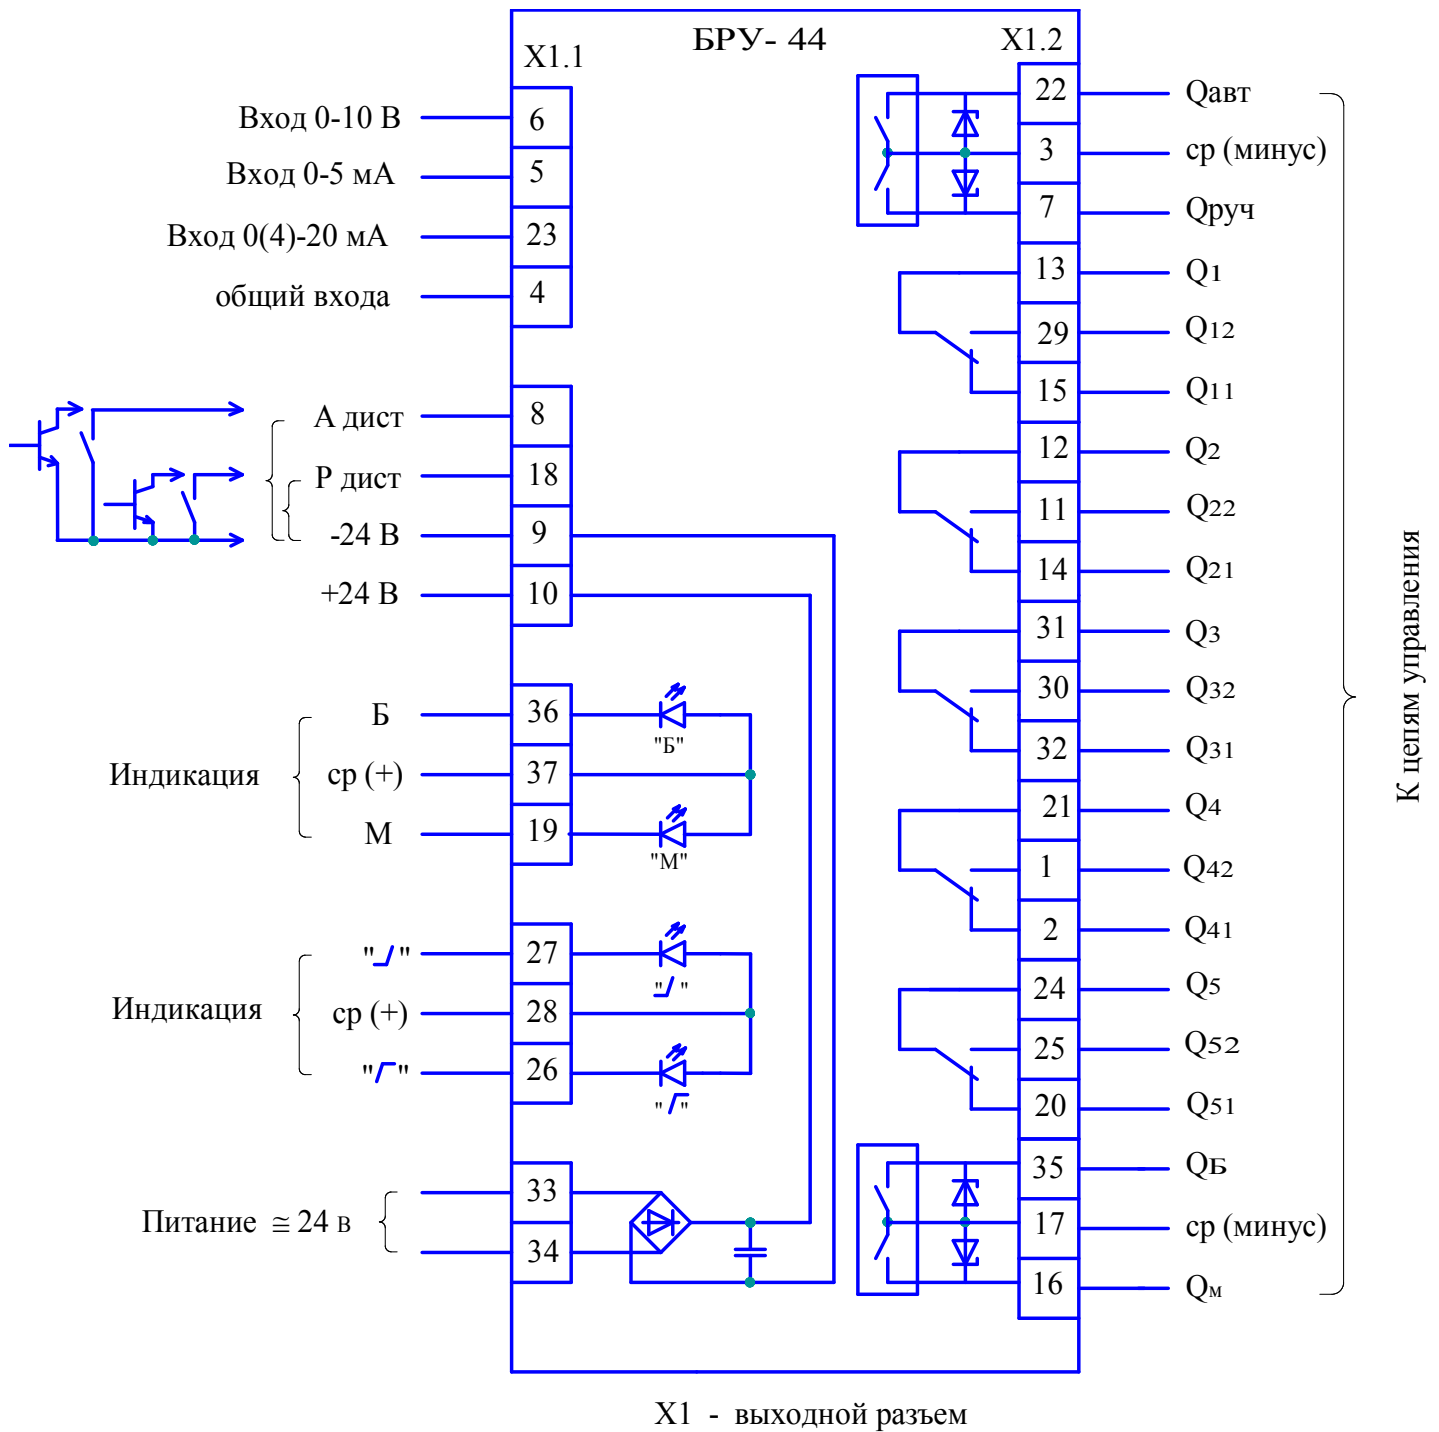 БРУ- 44
X1.1
X1.2
Вход 0-10 В
6
Вход 0-5 мА
5
Вход 0(4)-20 мА
23
общий входа
4
А дист
8
Р дист
18
-24 В
9
+24 В
10
Индикация
Б
36
"Б"
ср (+)
37
М
19
"М"
Индикация
" "
27
" "
ср (+)
28
" "
26
" "
Питание ≅ 24 в
33
34
22
Qавт
3
ср (минус)
7
Qруч
13
Q1
29
Q12
15
Q11
12
Q2
11
Q22
14
Q21
31
Q3
30
Q32
32
Q31
21
Q4
1
Q42
2
Q41
24
Q5
25
Q52
20
Q51
35
QБ
17
ср (минус)
16
Qм
К цепям управления
X1 - выходной разъем